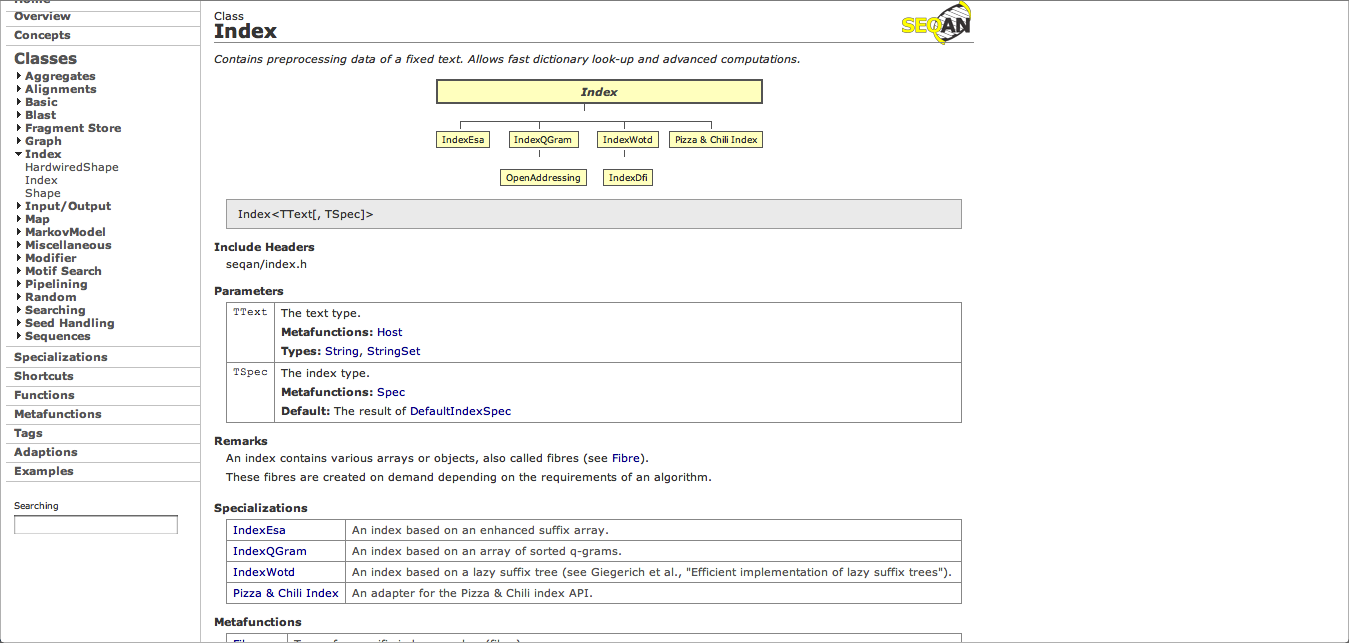 Home
Overview
Concepts
Classes
Aggregates
Alignments
Basic
Blast
Fragment Store
Graph
Index
HardwiredShape
Index
Shape
Input/Output
Map
MarkovModel
Miscellaneous
Modifier
Motif Search
Pipelining
Random
Searching
Seed Handling
Sequences
Specializations
Shortcuts
Functions
Metafunctions
Tags
Adaptions
Examples
Searching
Class
Index
SEQAN
Contains preprocessing data of a fixed text. Allows fast dictionary look-up and advanced computations.
Index
IndexEsa IndexQGram IndexWotd Pizza & Chili Index
OpenAddressing IndexDfi
Index<TText[, TSpec]>
Include Headers
seqan/index.h
Parameters
TText The text type.
Metafunctions: Host
Types: String, StringSet
TSpec The index type.
Metafunctions: Spec
Default: The result of DefaultIndexSpec
Remarks
An index contains various arrays or objects, also called fibres (see Fibre).
These fibres are created on demand depending on the requirements of an algorithm.
Specializations
IndexEsa An index based on an enhanced suffix array.
IndexQGram An index based on an array of sorted q-grams.
IndexWotd An index based on a lazy suffix tree (see Giegerich et al., "Efficient implementation of lazy suffix trees").
Pizza & Chili Index An adapter for the Pizza & Chili index API.
Metafunctions